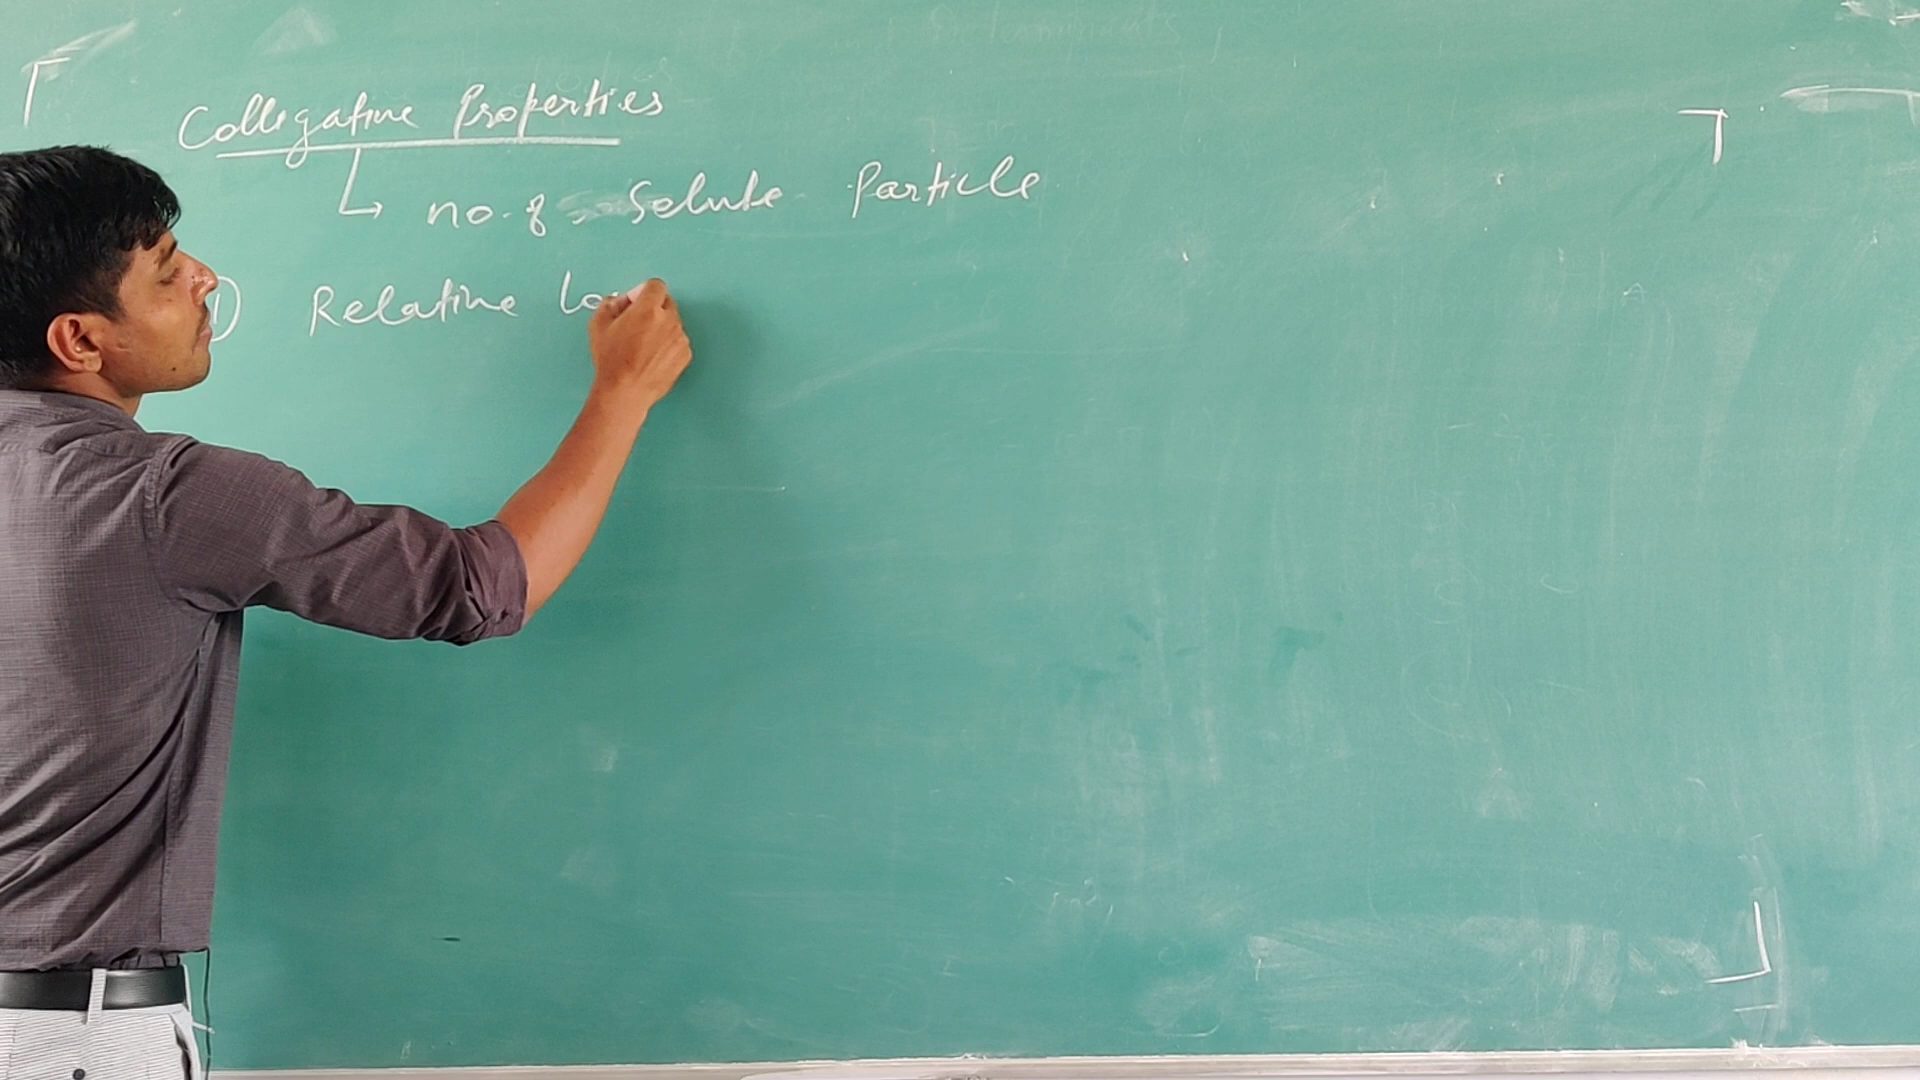 Colligative Properties
↳ no. of solute Particle
① Relative Lo